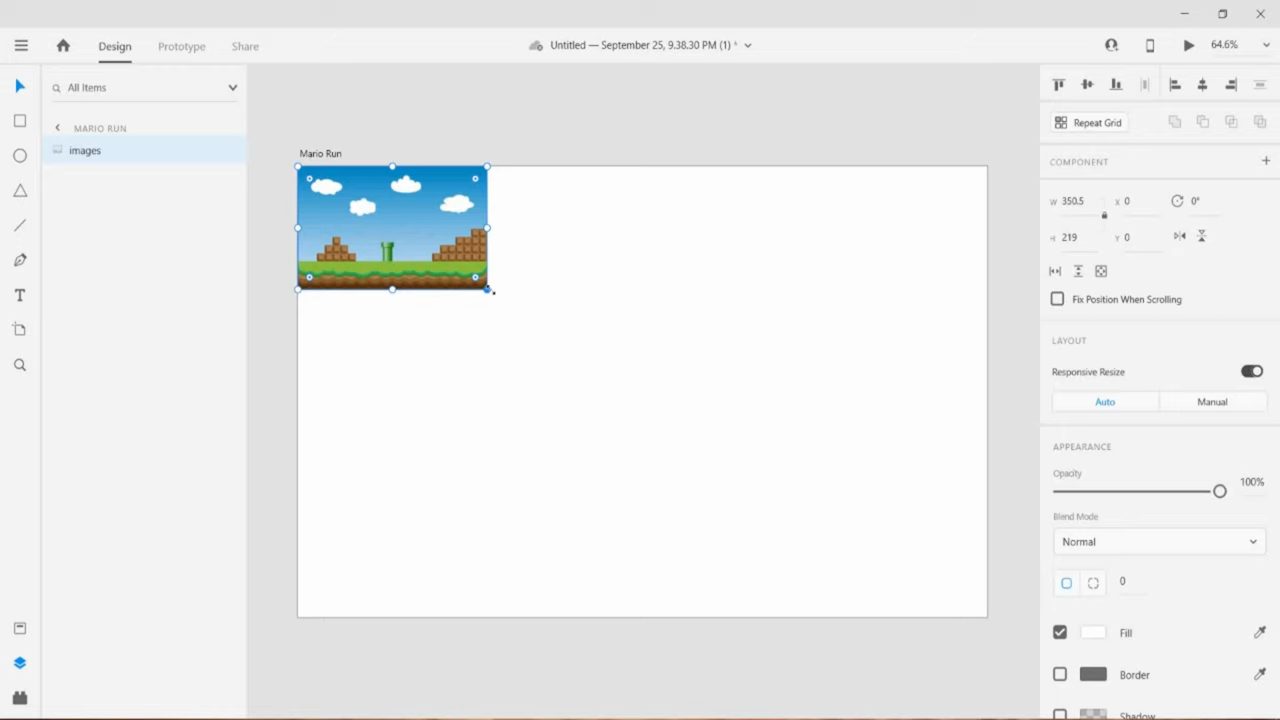 Design
Prototype
Share
Untitled — September 25, 9.38.30 PM (1) *
64.6%
All Items
MARIO RUN
images
Mario Run
Repeat Grid
COMPONENT
W 350.5
X 0
0°
H 219
Y 0
Fix Position When Scrolling
LAYOUT
Responsive Resize
Auto
Manual
APPEARANCE
Opacity
100%
Blend Mode
Normal
0
Fill
Border
Shadow